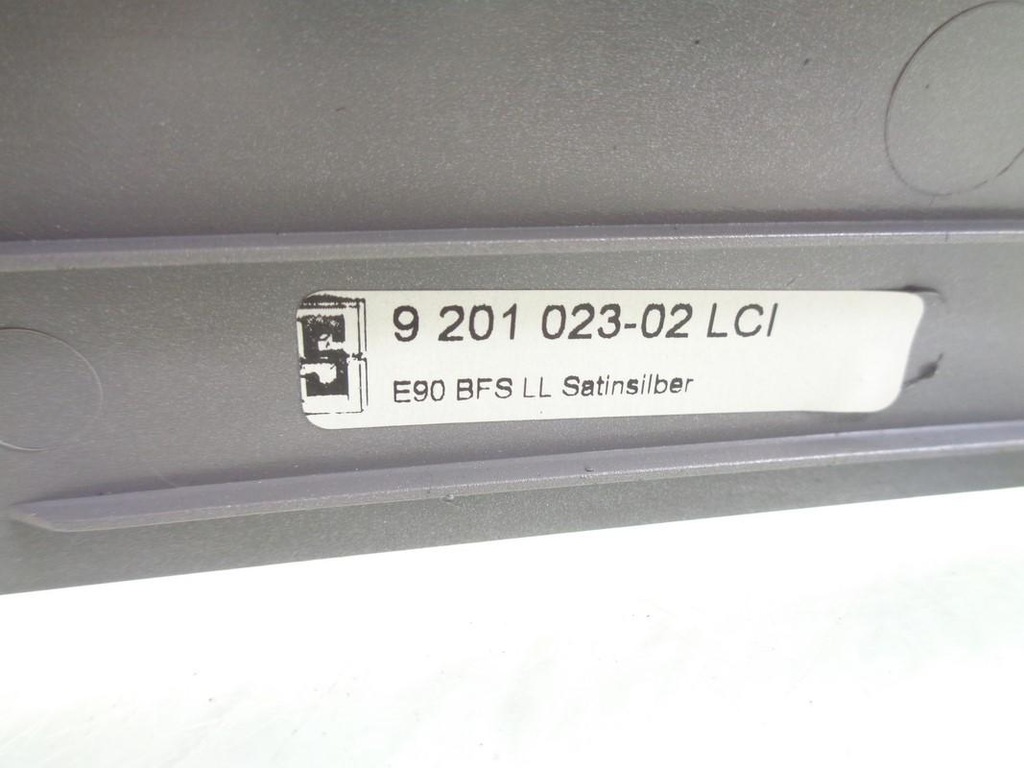 9 201 023-02 LCI
E90 BFS LL Satinsilber